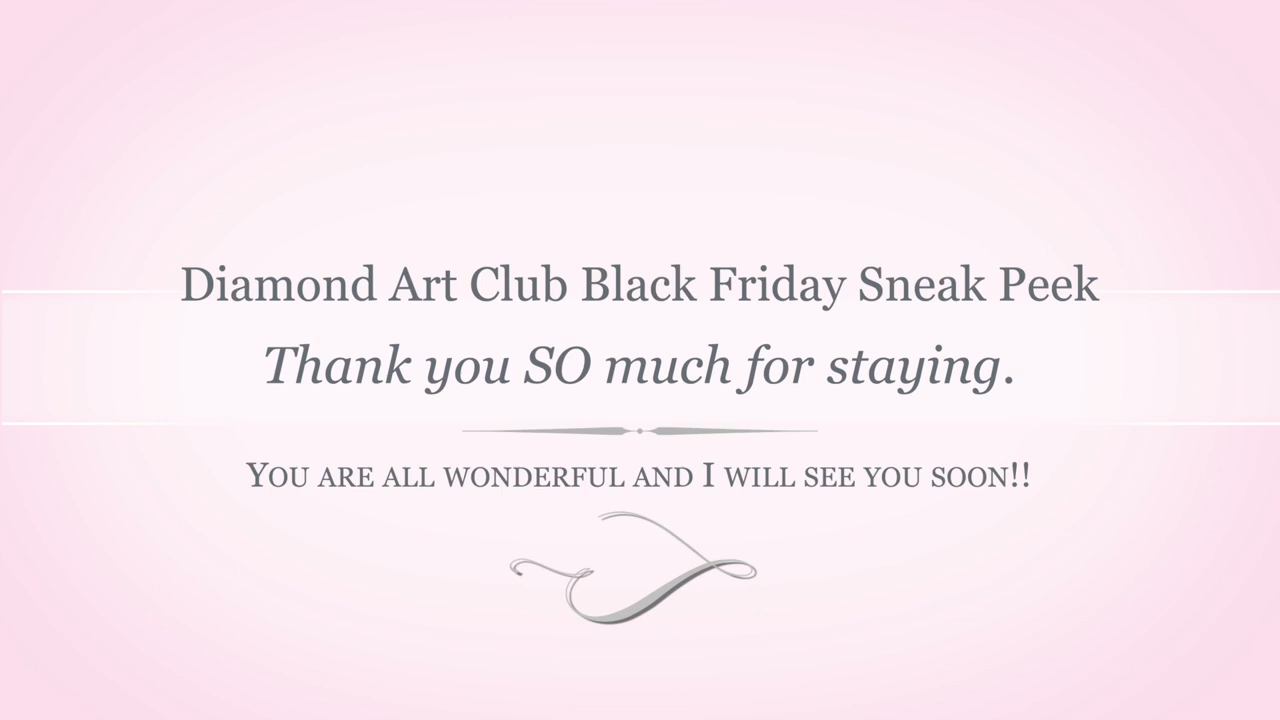 Diamond Art Club Black Friday Sneak Peek
Thank you SO much for staying.
YOU ARE ALL WONDERFUL AND I WILL SEE YOU SOON!!